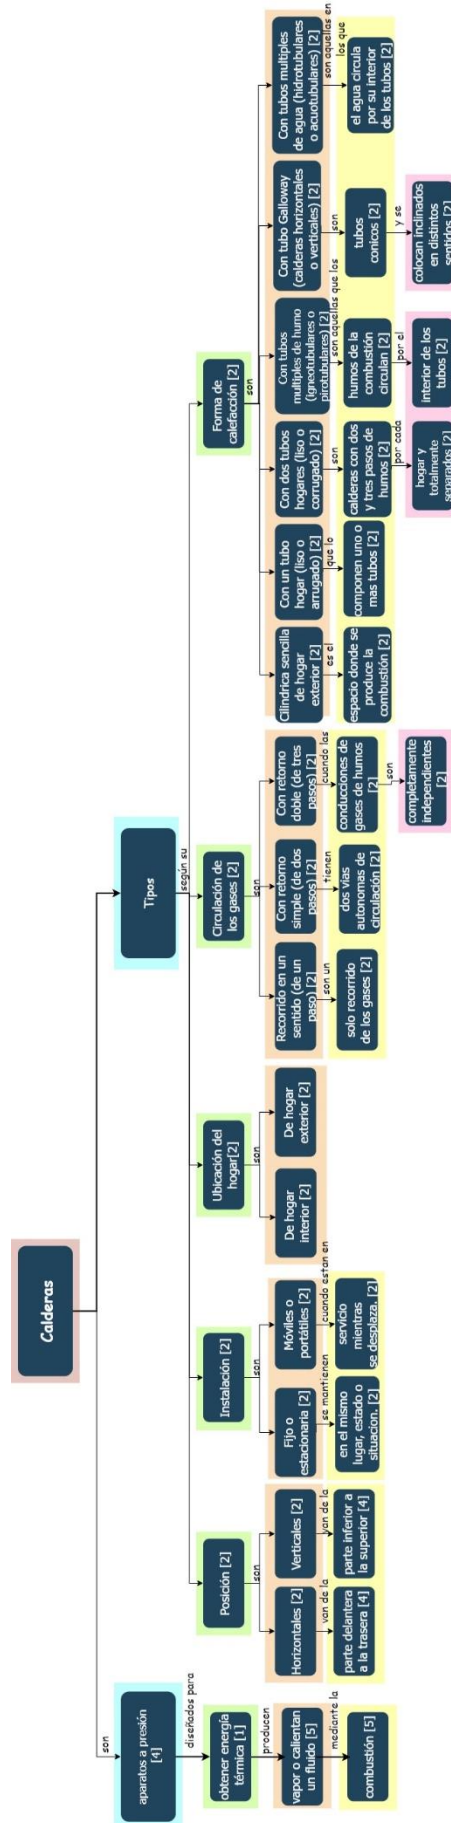 Calderas
son
aparatos a presión
[4]
diseñados para
obtener energía
térmica [1]
producen
vapor o calientan
un fluido [5]
mediante la
combustión [5]
Tipos
según su
Posición [2]
son
Horizontales [2]
van de la
parte delantera
a la trasera [4]
Verticales [2]
van de la
parte inferior a
la superior [4]
Instalación [2]
son
Fijo o
estacionaria [2]
se mantienen
en el mismo
lugar, estado o
situacion. [2]
Móviles o
portátiles [2]
cuando estan en
servicio
mientras
se desplaza. [2]
Ubicación del
hogar[2]
son
De hogar
interior [2]
De hogar
exterior [2]
Circulación de
los gases [2]
son
Recorrido en un
sentido (de un
paso) [2]
son un
solo recorrido
de los gases [2]
Con retorno
simple (de dos
pasos) [2]
tienen
dos vias
autonomas de
circulación [2]
Con retorno
doble (de tres
pasos) [2]
cuando las
conducciones de
gases de humos
[2]
son
completamente
independientes
[2]
Forma de
calefacción [2]
son
Cilíndrica sencilla
de hogar
exterior [2]
es el
espacio donde se
produce la
combustión [2]
Con un tubo
hogar (liso o
arrugado) [2]
que lo
componen uno o
mas tubos [2]
Con dos tubos
hogares (liso o
corrugado) [2]
son
calderas con dos
y tres pasos de
humos [2]
por cada
hogar y
totalmente
separados [2]
Con tubos
multiples de humo
(Igneotubulares o
pirotubulares) [2]
son aquellas que los
humos de la
combustión
circulan [2]
por el
interior de los
tubos [2]
Con tubo Galloway
(calderas horizontales
o verticales) [2]
son
tubos
conicos [2]
y se
colocan inclinados
en distintos
sentidos [2]
Con tubos multiples
de agua (hidrotubulares
o acuotubulares) [2]
son aquellas en
los que
el agua circula
por su interior
de los tubos [2]